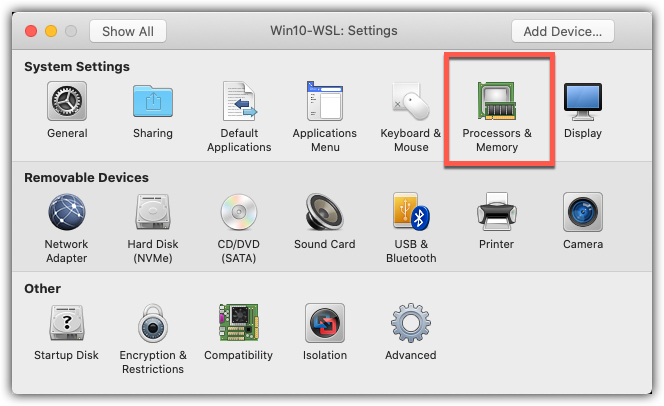 Show All
Win10-WSL: Settings
Add Device...
System Settings
General
Sharing
Default
Applications
Applications
Menu
Keyboard &
Mouse
Processors &
Memory
Display
Removable Devices
Network
Adapter
Hard Disk
(NVMe)
CD/DVD
(SATA)
Sound Card
USB &
Bluetooth
Printer
Camera
Other
?
Startup Disk
Encryption &
Restrictions
Compatibility
Isolation
Advanced